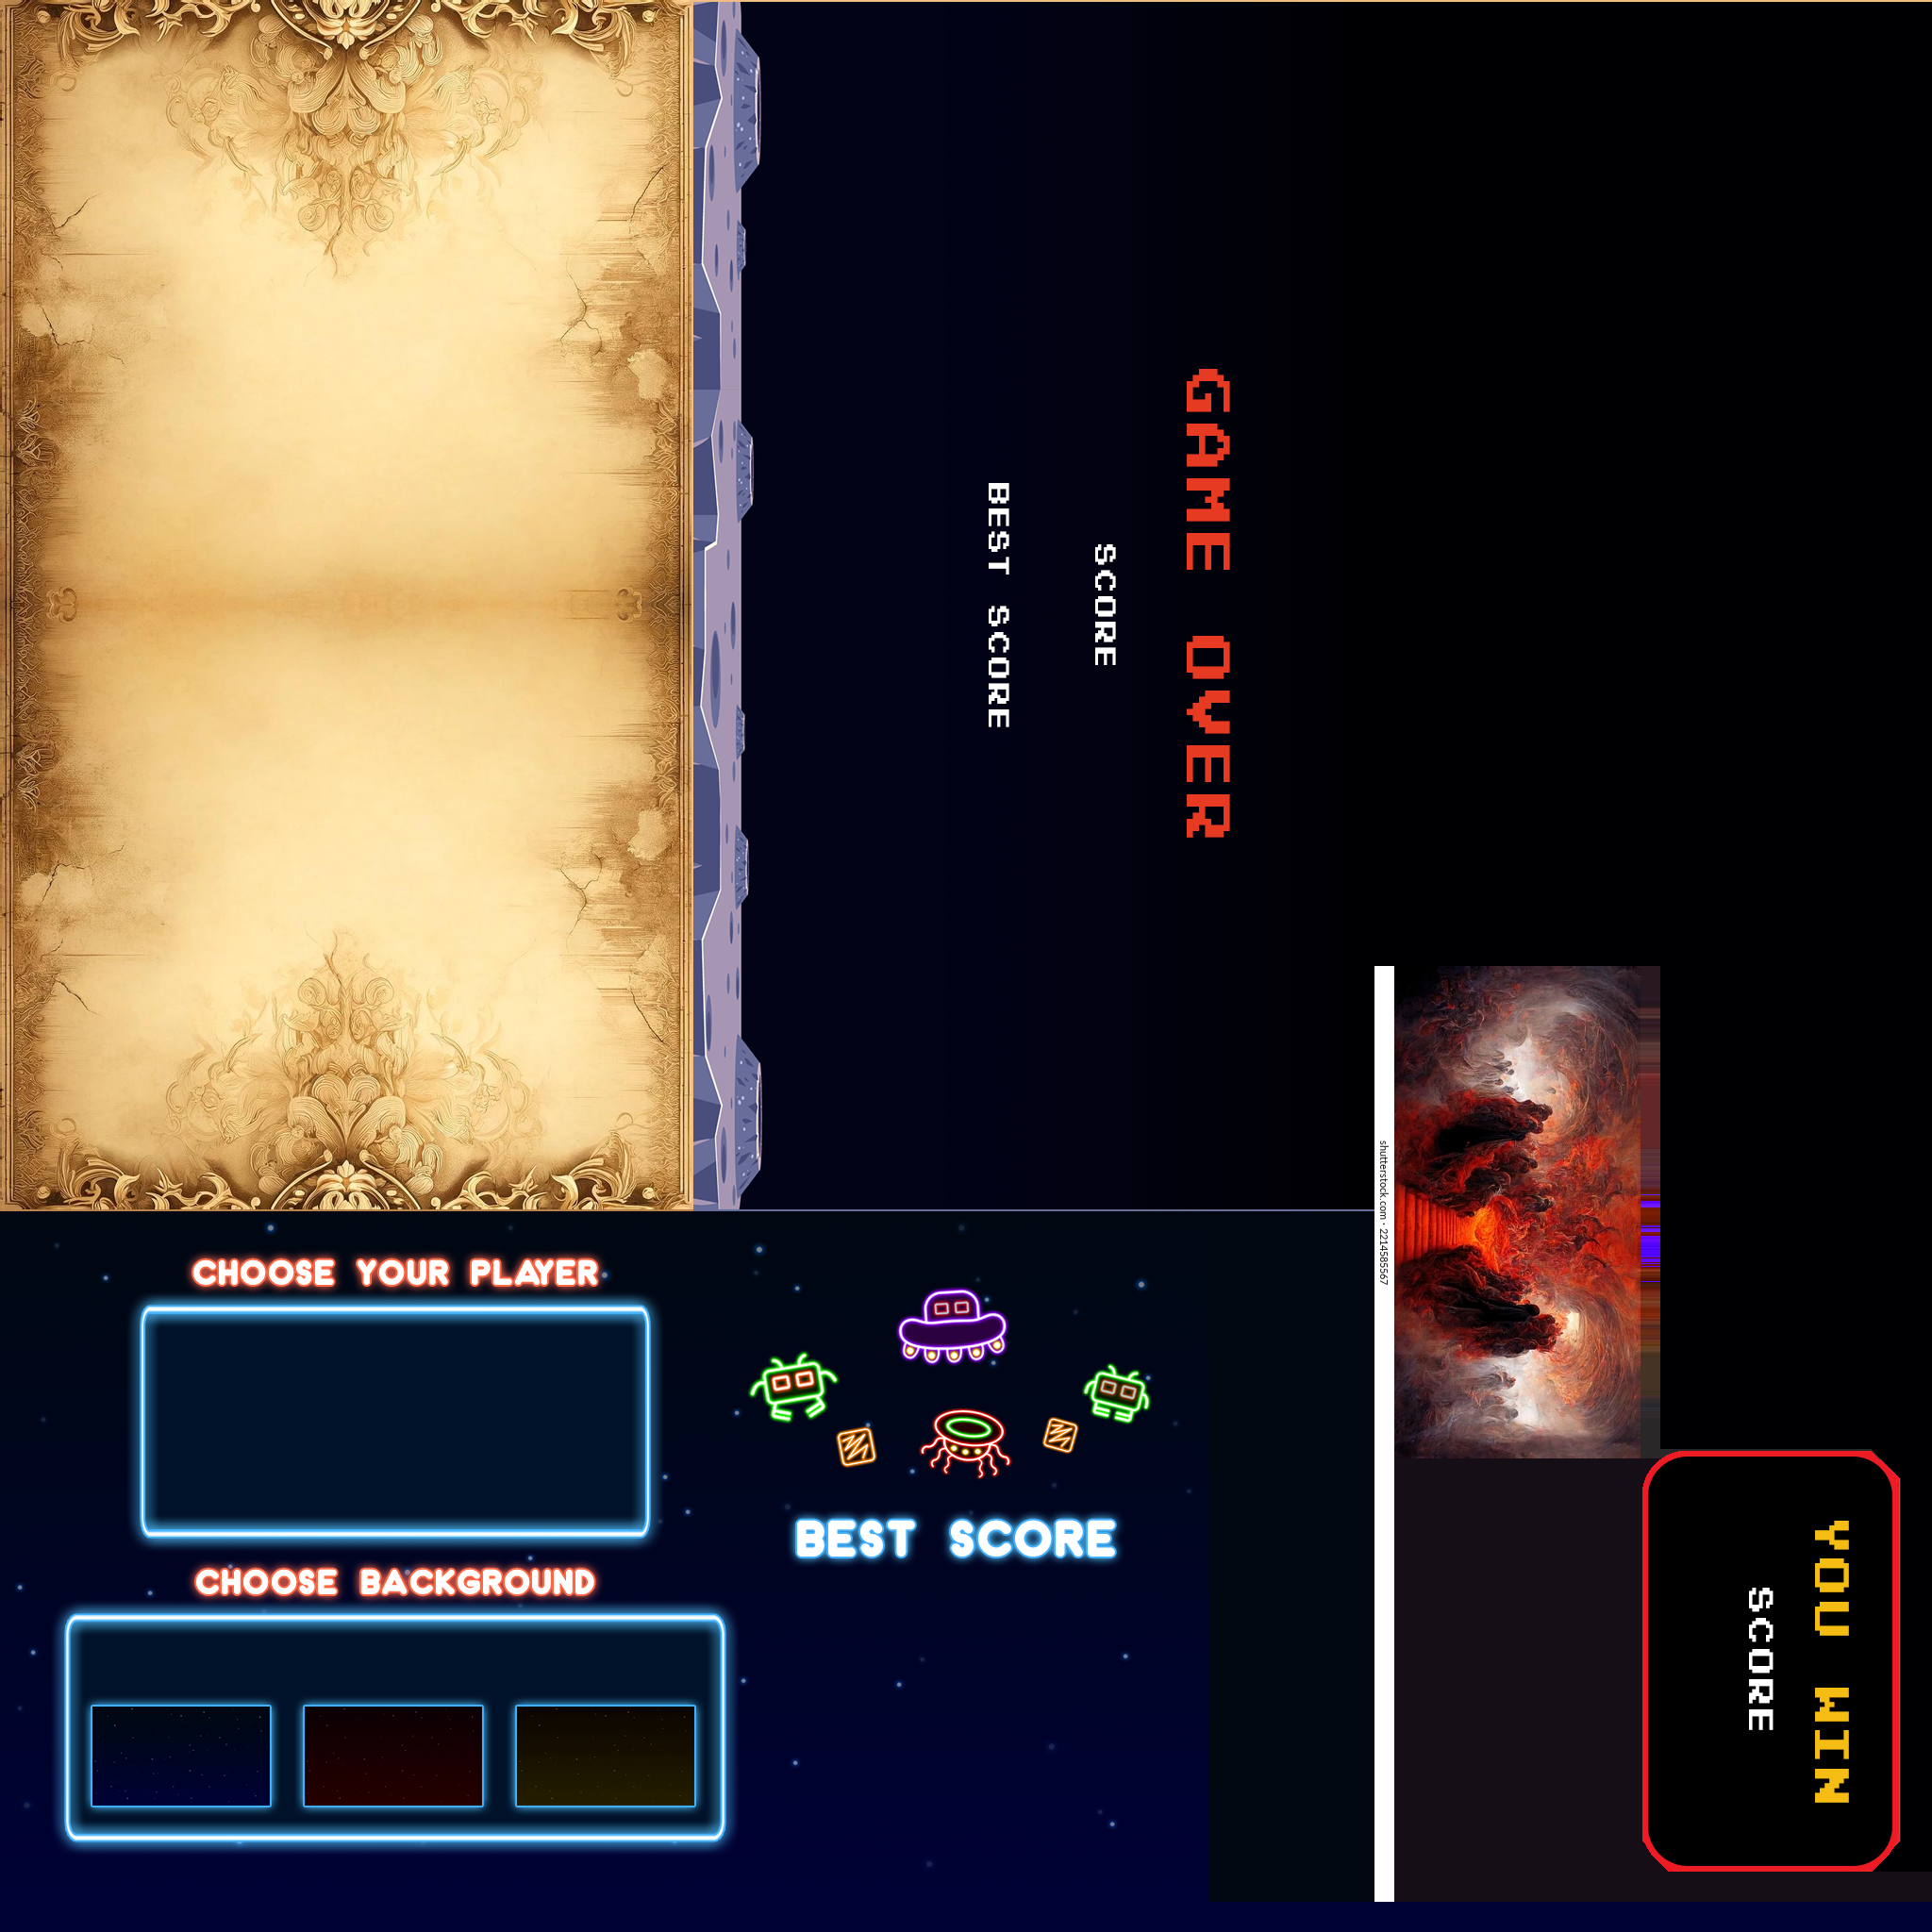 GAME OVER
SCORE
BEST SCORE
shutterstock.com · 2214585567
CHOOSE YOUR PLAYER
BEST SCORE
CHOOSE BACKGROUND
YOU WIN
SCORE